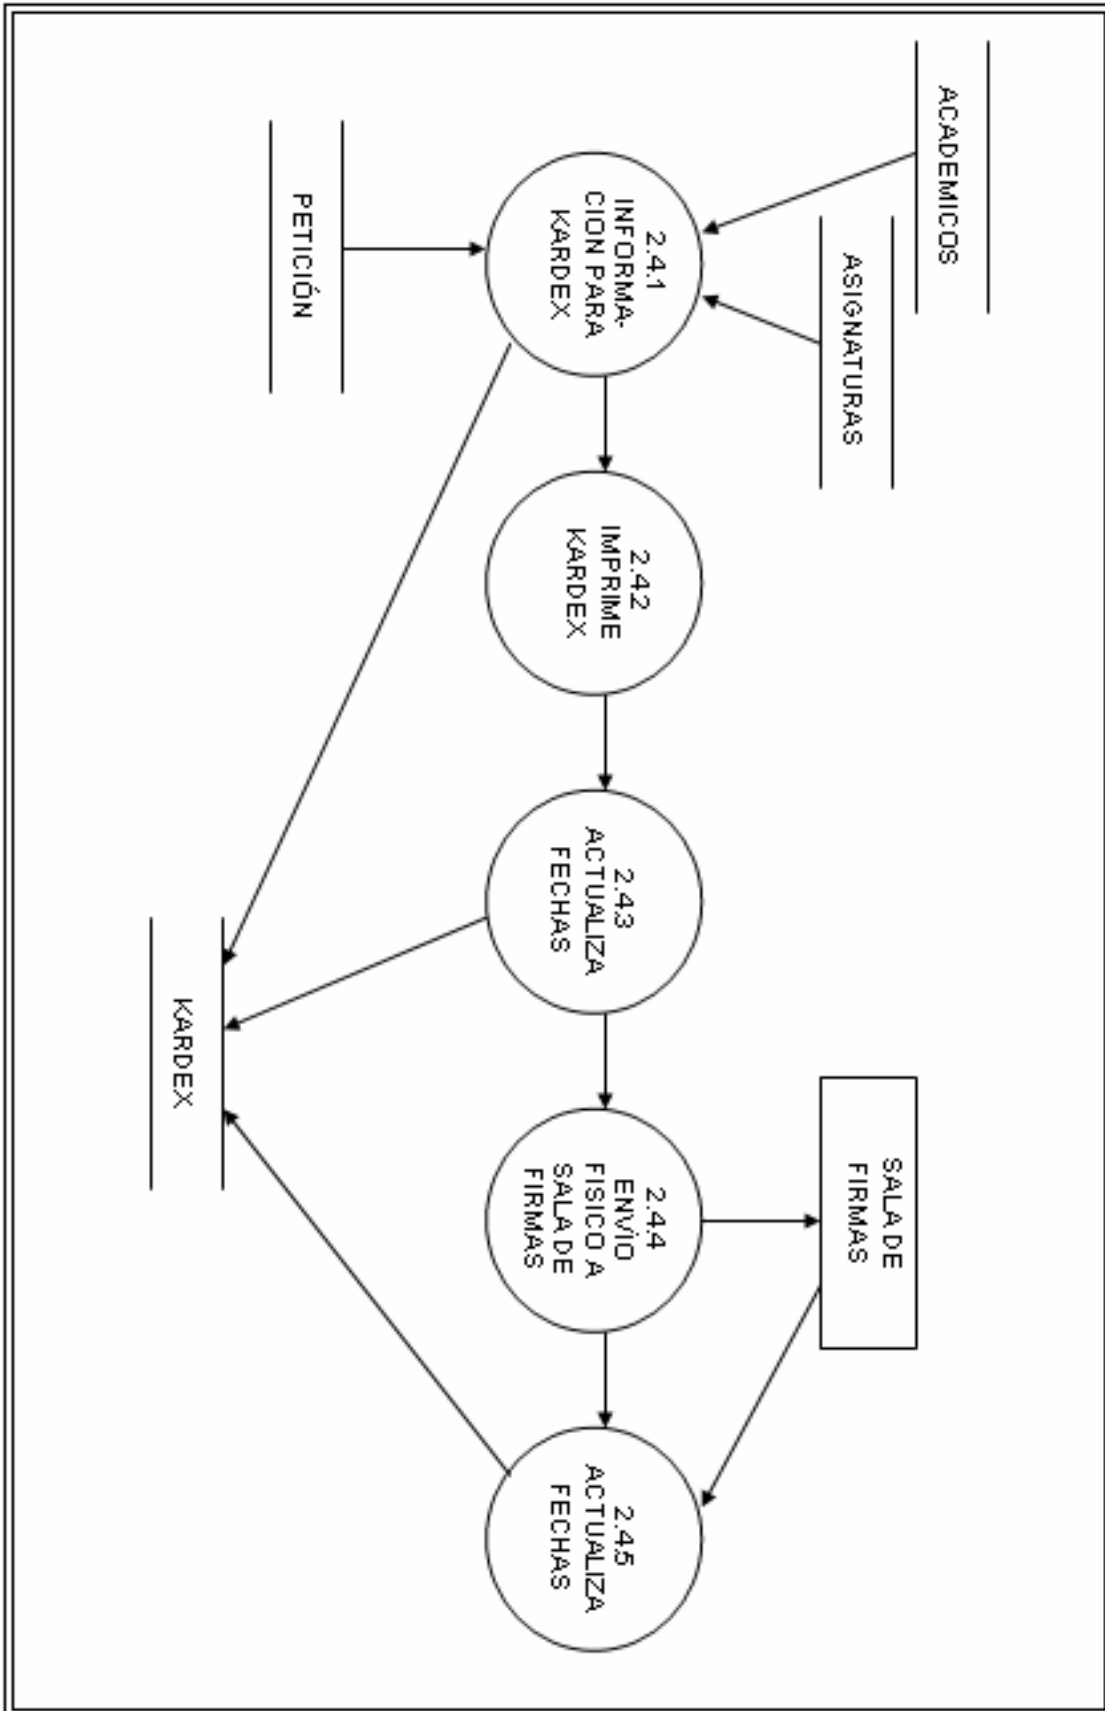 ACADEMICOS
ASIGNATURAS
SALA DE
FIRMAS
2.4.1
INFORMA-
CION PARA
KARDEX
2.4.2
IMPRIME
KARDEX
2.4.3
ACTUALIZA
FECHAS
2.4.4
ENVÍO
FISICO A
SALA DE
FIRMAS
2.4.5
ACTUALIZA
FECHAS
PETICIÓN
KARDEX